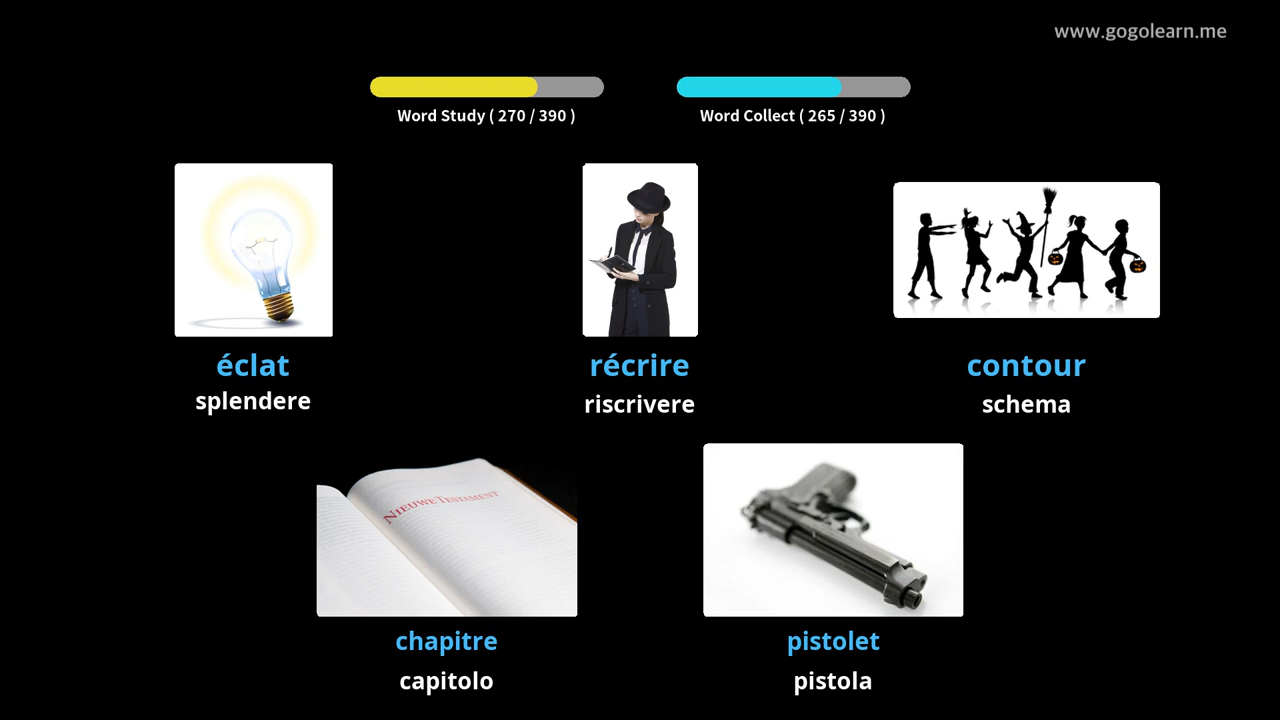 www.gogolearn.me
Word Study ( 270 / 390 )
Word Collect ( 265 / 390 )
éclat
splendere
récrire
riscrivere
contour
schema
NIEUWE TESTAMENT
chapitre
capitolo
pistolet
pistola